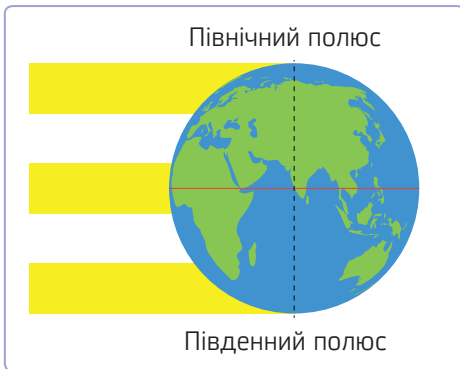 Північний полюс
Південний полюс